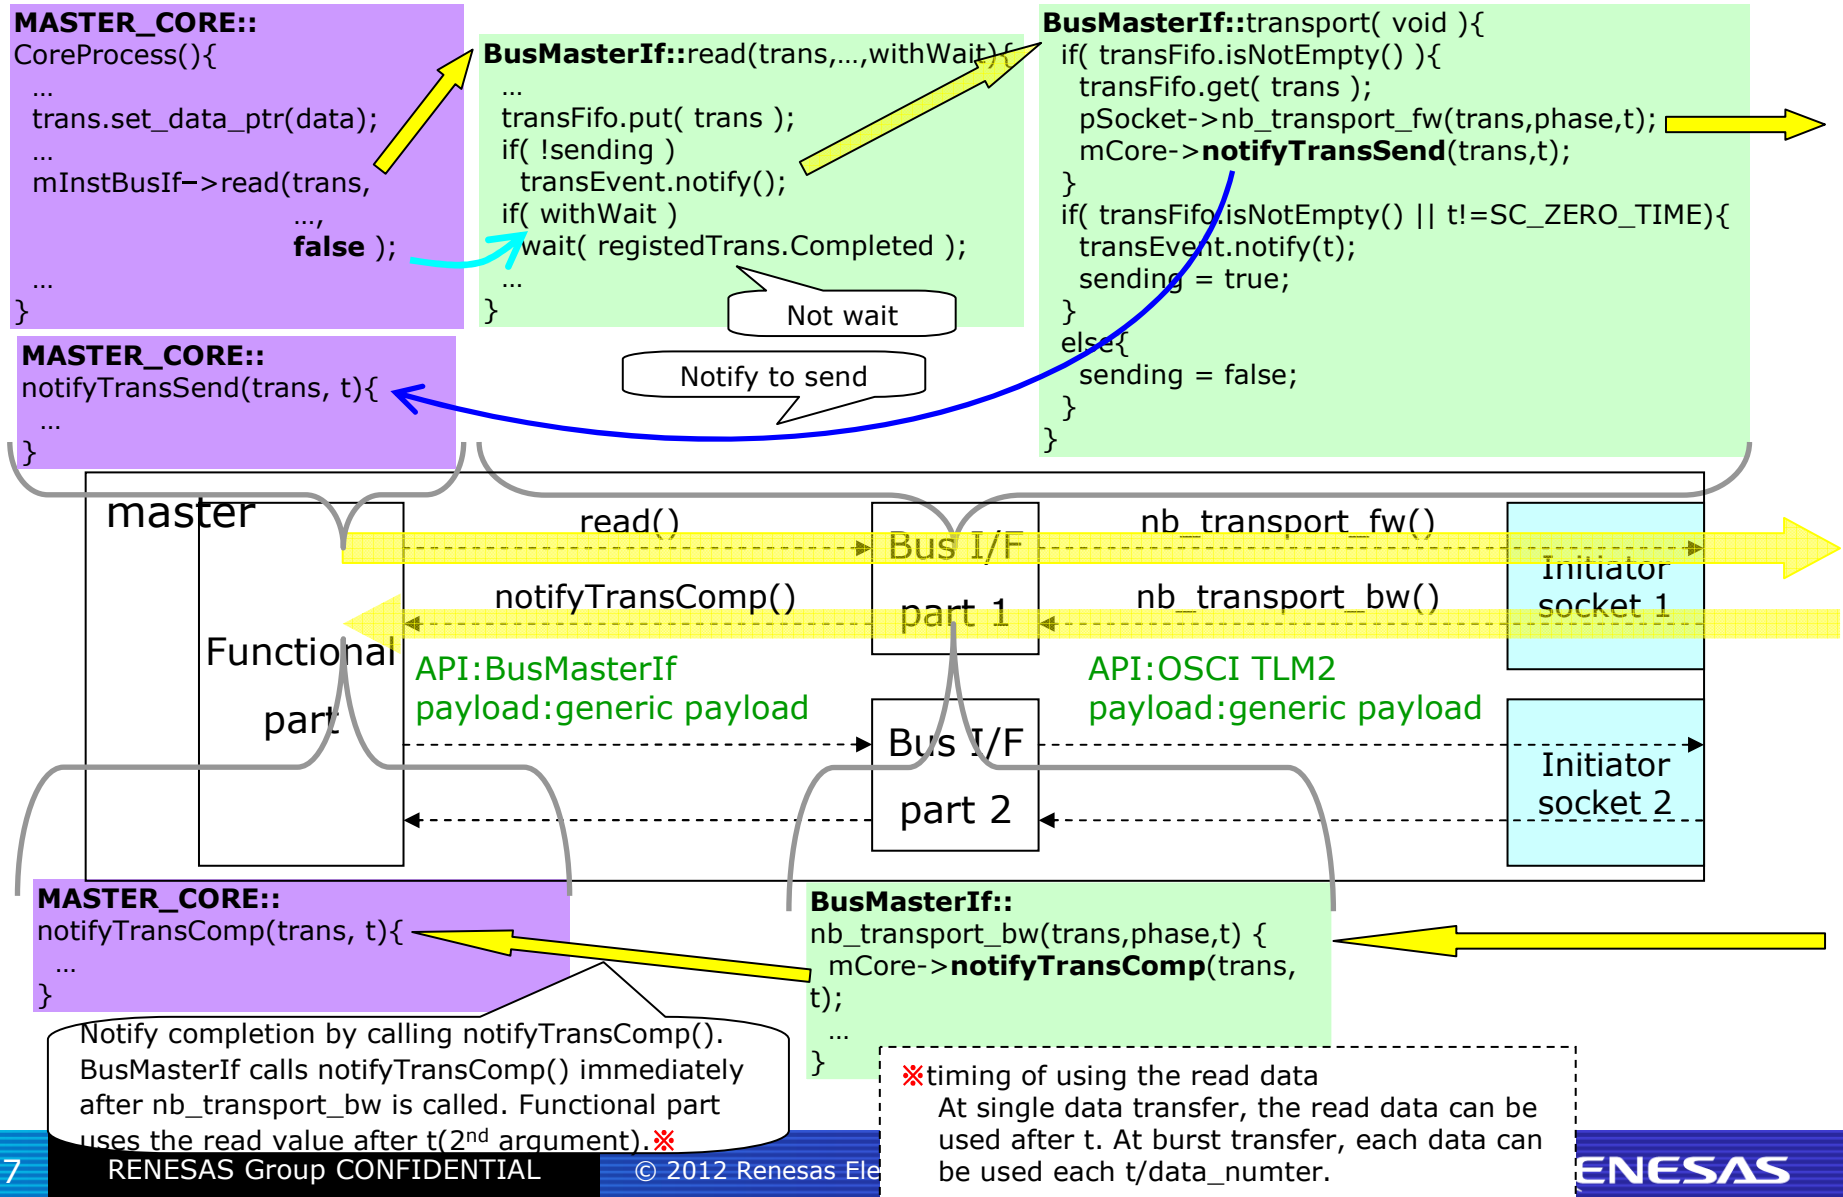 MASTER_CORE::
CoreProcess(){
…
trans.set_data_ptr(data);
…
mInstBusIf–>read(trans,
…,
false );
…
}
BusMasterIf::read(trans,…,withWait){
…
transFifo.put( trans );
if( !sending )
transEvent.notify();
if( withWait )
wait( registedTrans.Completed );
…
}
Not wait
BusMasterIf::transport( void ){
if( transFifo.isNotEmpty() ){
transFifo.get( trans );
pSocket->nb_transport_fw(trans,phase,t);
mCore->notifyTransSend(trans,t);
}
if( transFifo.isNotEmpty() || t!=SC_ZERO_TIME){
transEvent.notify(t);
sending = true;
}
else{
sending = false;
}
}
MASTER_CORE::
notifyTransSend(trans, t){
…
}
Notify to send
master
Functional
part
read()
notifyTransComp()
API:BusMasterIf
payload:generic payload
Bus I/F
part 1
Bus I/F
part 2
nb_transport_fw()
nb_transport_bw()
API:OSCI TLM2
payload:generic payload
Initiator
socket 1
Initiator
socket 2
MASTER_CORE::
notifyTransComp(trans, t){
…
}
BusMasterIf::
nb_transport_bw(trans,phase,t) {
mCore->notifyTransComp(trans,
t);
…
}
Notify completion by calling notifyTransComp().
BusMasterIf calls notifyTransComp() immediately
after nb_transport_bw is called. Functional part
uses the read value after t(2nd argument).※
※timing of using the read data
At single data transfer, the read data can be
used after t. At burst transfer, each data can
be used each t/data_numter.
7
RENESAS Group CONFIDENTIAL
© 2012 Renesas Ele
ENESAS